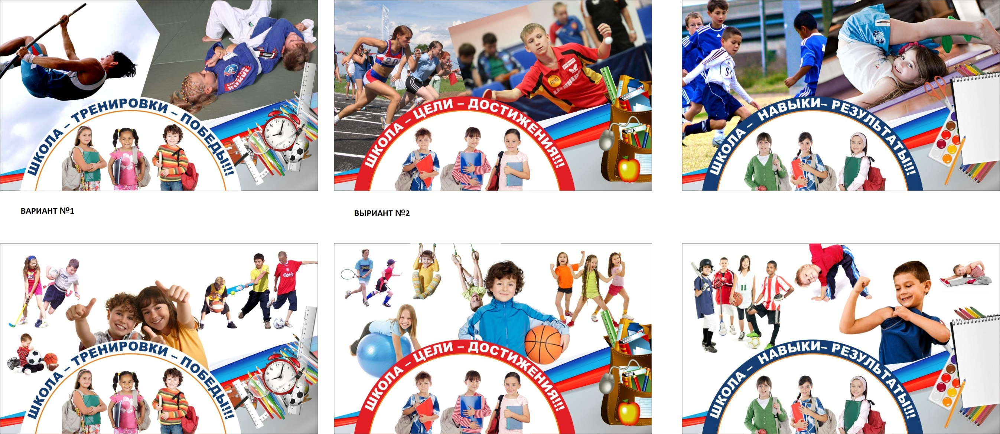 ШКОЛА – ТРЕНИРОВКИ – ПОБЕДЫ!!!
ШКОЛА – ЦЕЛИ – ДОСТИЖЕНИЯ!!!
ШКОЛА – НАВЫКИ– РЕЗУЛЬТАТЫ!!!
ВАРИАНТ №1
ВЫРИАНТ №2
ШКОЛА – ТРЕНИРОВКИ – ПОБЕДЫ!!!
ШКОЛА – ЦЕЛИ – ДОСТИЖЕНИЯ!!!
ШКОЛА – НАВЫКИ– РЕЗУЛЬТАТЫ!!!